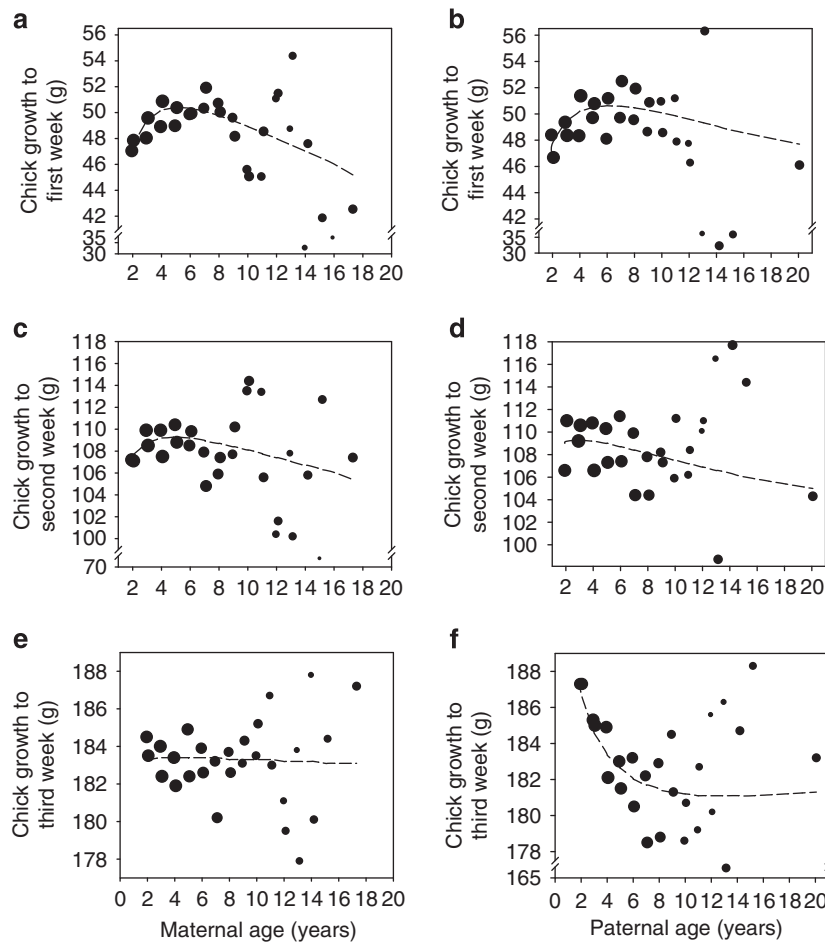 a
56
54
52
50
48
46
44
42
35
30
2 4 6 8 10 12 14 16 18 20
Chick growth to
first week (g)
b
56
54
52
50
48
46
44
42
35
30
2 4 6 8 10 12 14 16 18 20
Chick growth to
first week (g)
c
118
114
110
108
106
102
100
70
2 4 6 8 10 12 14 16 18 20
Chick growth to
second week (g)
d
118
116
114
112
110
108
106
104
102
100
2 4 6 8 10 12 14 16 18 20
Chick growth to
second week (g)
e
188
186
184
182
180
178
0 2 4 6 8 10 12 14 16 18 20
Chick growth to
third week (g)
Maternal age (years)
f
188
186
184
182
180
178
165
0 2 4 6 8 10 12 14 16 18 20
Chick growth to
third week (g)
Paternal age (years)